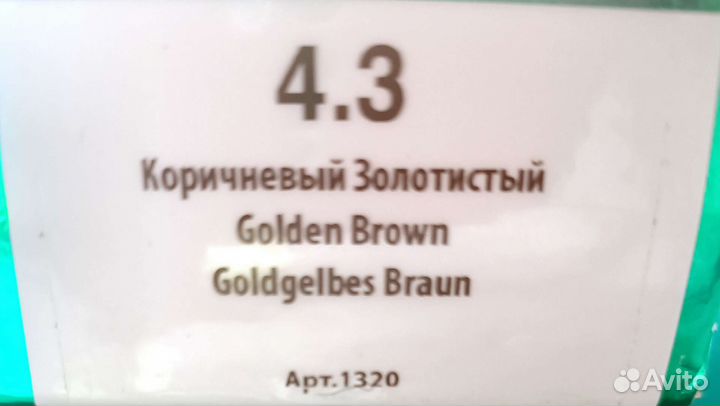 4.3
Коричневый Золотистый
Golden Brown
Goldgelbes Braun
Арт.1320
Avito